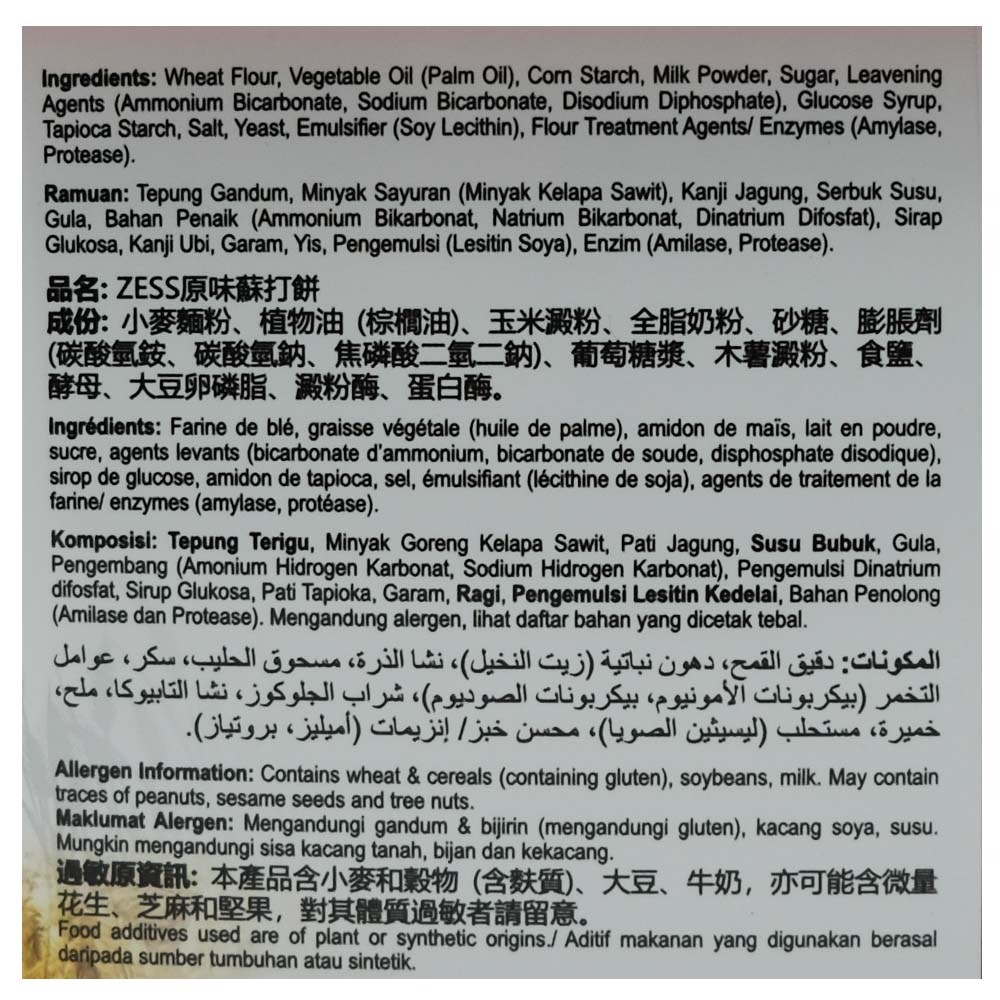 Ingredients: Wheat Flour, Vegetable Oil (Palm Oil), Corn Starch, Milk Powder, Sugar, Leavening
Agents (Ammonium Bicarbonate, Sodium Bicarbonate, Disodium Diphosphate), Glucose Syrup,
Tapioca Starch, Salt, Yeast, Emulsifier (Soy Lecithin), Flour Treatment Agents/ Enzymes (Amylase,
Protease).
Ramuan: Tepung Gandum, Minyak Sayuran (Minyak Kelapa Sawit), Kanji Jagung, Serbuk Susu,
Gula, Bahan Penaik (Ammonium Bikarbonat, Natrium Bikarbonat, Dinatrium Difosfat), Sirap
Glukosa, Kanji Ubi, Garam, Yis, Pengemulsi (Lesitin Soya), Enzim (Amilase, Protease).
品名: ZESS原味蘇打餅
成份: 小麥麵粉、植物油 (棕櫚油)、玉米澱粉、全脂奶粉、砂糖、膨脹劑
(碳酸氫銨、碳酸氫鈉、焦磷酸二氫二鈉)、葡萄糖漿、木薯澱粉、食鹽、
酵母、大豆卵磷脂、澱粉酶、蛋白酶。
Ingrédients: Farine de blé, graisse végétale (huile de palme), amidon de maïs, lait en poudre,
sucre, agents levants (bicarbonate d'ammonium, bicarbonate de soude, disphosphate disodique),
sirop de glucose, amidon de tapioca, sel, émulsifiant (lécithine de soja), agents de traitement de la
farine/ enzymes (amylase, protéase).
Komposisi: Tepung Terigu, Minyak Goreng Kelapa Sawit, Pati Jagung, Susu Bubuk, Gula,
Pengembang (Amonium Hidrogen Karbonat, Sodium Hidrogen Karbonat), Pengemulsi Dinatrium
difosfat, Sirup Glukosa, Pati Tapioka, Garam, Ragi, Pengemulsi Lesitin Kedelai, Bahan Penolong
(Amilase dan Protease). Mengandung alergen, lihat daftar bahan yang dicetak tebal.
المكونات: دقيق القمح، دهون نباتية (زيت النخيل)، نشا الذرة، مسحوق الحليب، سكر، عوامل
التخمر (بيكربونات الأمونيوم، بيكربونات الصوديوم)، شراب الجلوكوز، نشا التابيوكا، ملح،
خميرة، مستحلب (ليسيثين الصويا)، محسن خبز/ إنزيمات (أميليز، بروتياز).
Allergen Information: Contains wheat & cereals (containing gluten), soybeans, milk. May contain
traces of peanuts, sesame seeds and tree nuts.
Maklumat Alergen: Mengandungi gandum & bijirin (mengandungi gluten), kacang soya, susu.
Mungkin mengandungi sisa kacang tanah, bijan dan kekacang.
過敏原資訊: 本產品含小麥和穀物 (含麩質)、大豆、牛奶，亦可能含微量
花生、芝麻和堅果，對其體質過敏者請留意。
Food additives used are of plant or synthetic origins./ Aditif makanan yang digunakan berasal
daripada sumber tumbuhan atau sintetik.